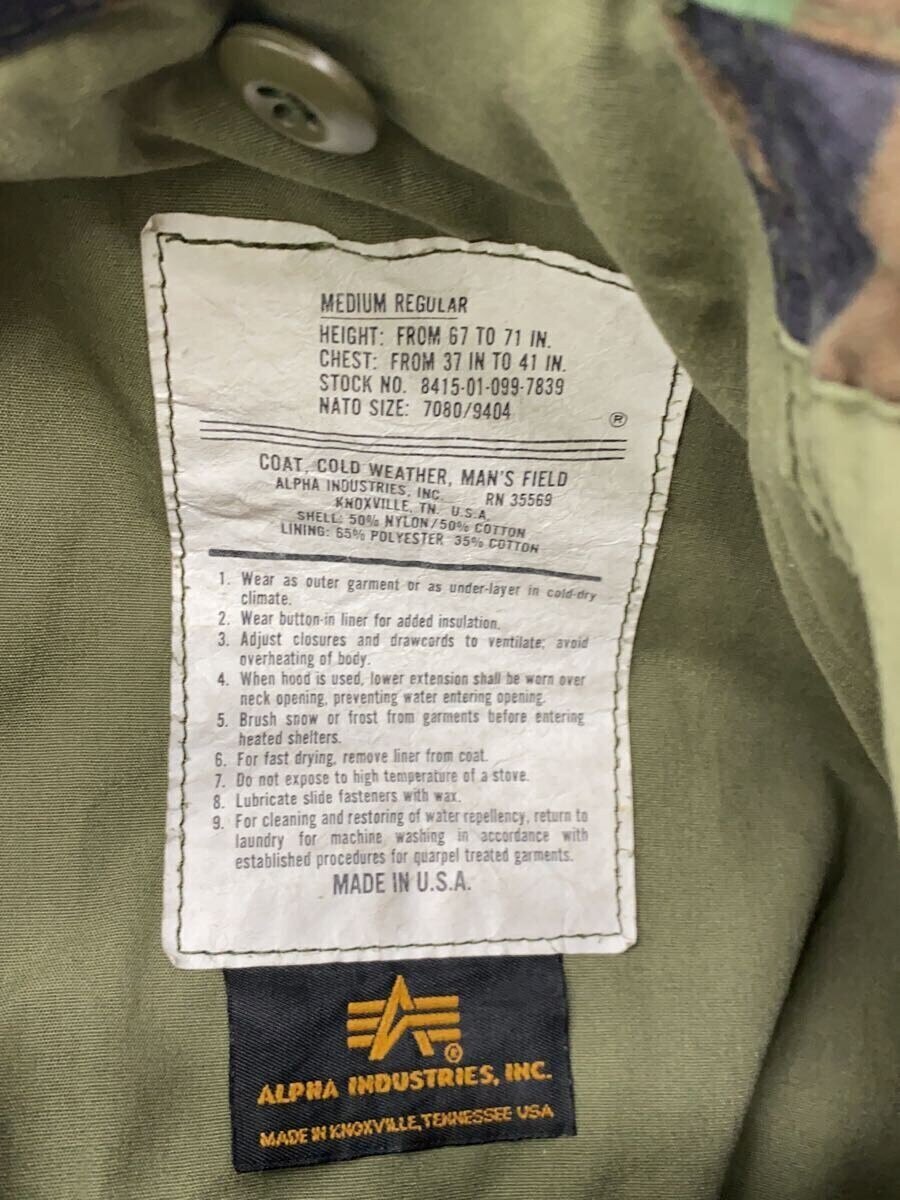 MEDIUM REGULAR
HEIGHT: FROM 67 TO 71 IN.
CHEST: FROM 37 IN TO 41 IN.
STOCK NO. 8415-01-099-7839
NATO SIZE: 7080/9404
®
COAT, COLD WEATHER, MAN'S FIELD
ALPHA INDUSTRIES, INC. RN 35569
KNOXVILLE, TN. U.S.A.
SHELL: 50% NYLON/50% COTTON
LINING: 65% POLYESTER 35% COTTON
1. Wear as outer garment or as under-layer in cold-dry
climate.
2. Wear button-in liner for added insulation.
3. Adjust closures and drawcords to ventilate; avoid
overheating of body.
4. When hood is used, lower extension shall be worn over
neck opening, preventing water entering opening.
5. Brush snow or frost from garments before entering
heated shelters.
6. For fast drying, remove liner from coat.
7. Do not expose to high temperature of a stove.
8. Lubricate slide fasteners with wax.
9. For cleaning and restoring of water repellency, return to
laundry for machine washing in accordance with
established procedures for quarpel treated garments.
MADE IN U.S.A.
®
ALPHA INDUSTRIES, INC.
MADE IN KNOXVILLE, TENNESSEE USA